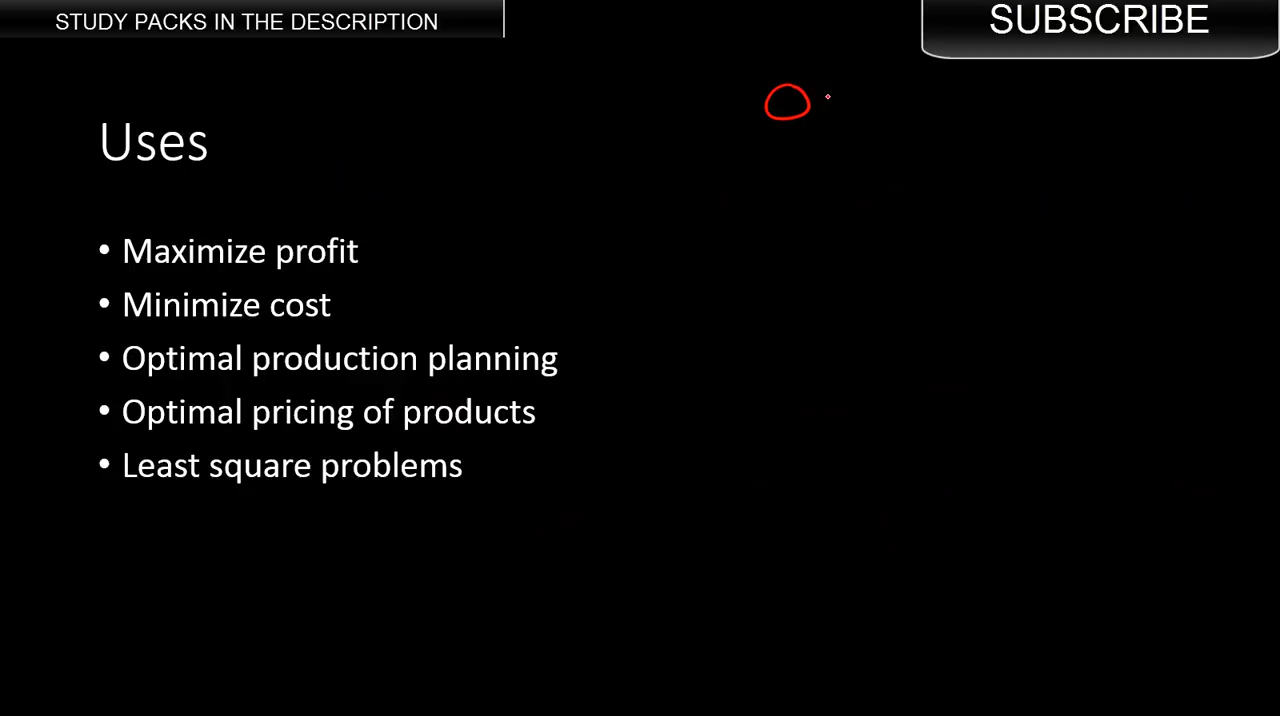 STUDY PACKS IN THE DESCRIPTION
SUBSCRIBE
Uses
• Maximize profit
• Minimize cost
• Optimal production planning
• Optimal pricing of products
• Least square problems